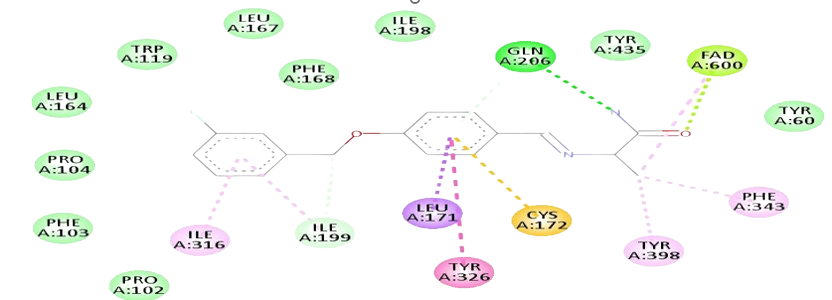 LEU
A:167
ILE
A:198
TRP
A:119
GLN
A:206
TYR
A:435
FAD
A:600
PHE
A:168
LEU
A:164
TYR
A:60
N
O
O
N
PRO
A:104
PHE
A:343
LEU
A:171
CYS
A:172
PHE
A:103
ILE
A:316
ILE
A:199
TYR
A:398
TYR
A:326
PRO
A:102